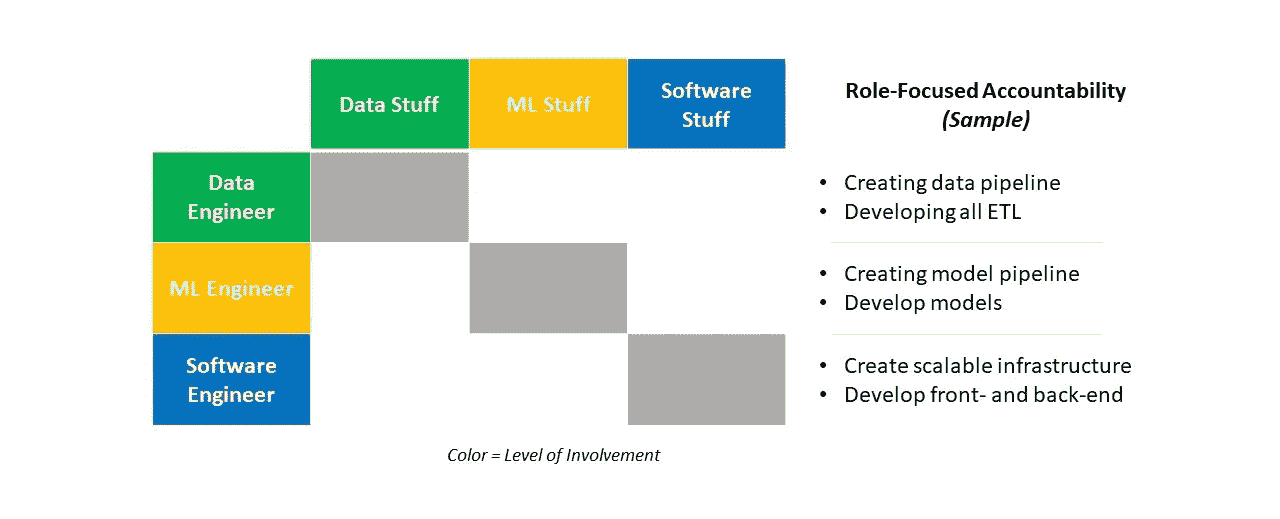 Data Stuff
ML Stuff
Software
Stuff
Role-Focused Accountability
(Sample)
Data
Engineer
• Creating data pipeline
• Developing all ETL
ML Engineer
• Creating model pipeline
• Develop models
Software
Engineer
• Create scalable infrastructure
• Develop front- and back-end
Color = Level of Involvement